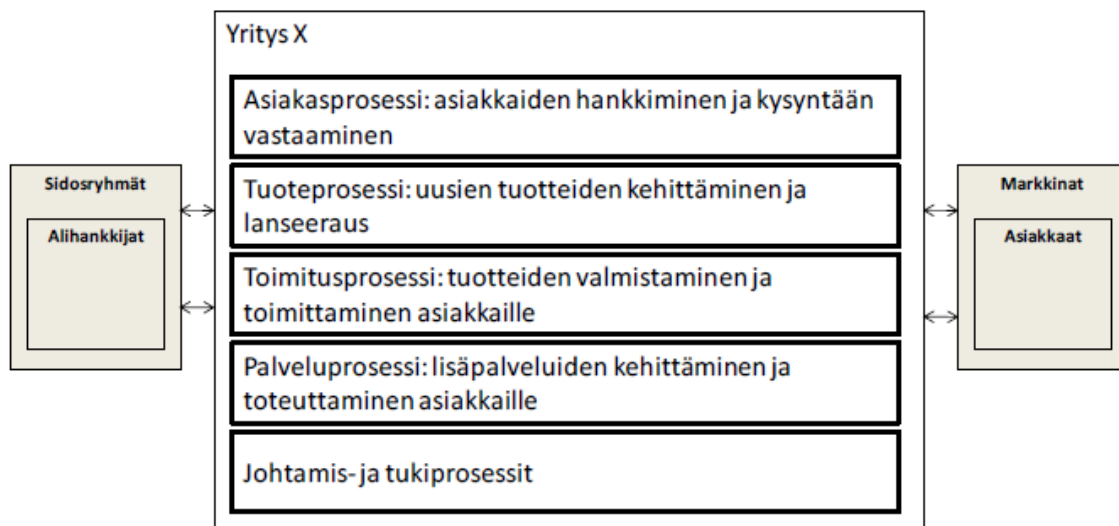 Yritys X
Asiakasprosessi: asiakkaiden hankkiminen ja kysyntään
vastaaminen
Sidosryhmät
Alihankkijat
Tuoteprosessi: uusien tuotteiden kehittäminen ja
lanseeraus
Toimitusprosessi: tuotteiden valmistaminen ja
toimittaminen asiakkaille
Palveluprosessi: lisäpalveluiden kehittäminen ja
toteuttaminen asiakkaille
Johtamis- ja tukiprosessit
Markkinat
Asiakkaat